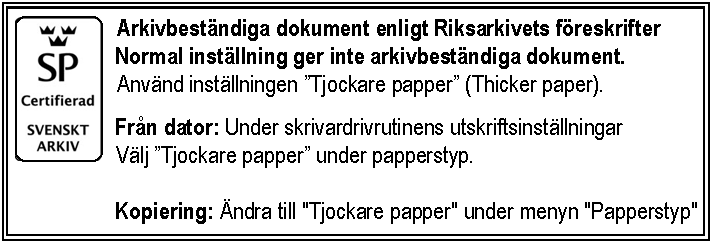 SP
Certifierad
SVENSKT
ARKIV
Arkivbeständiga dokument enligt Riksarkivets föreskrifter
Normal inställning ger inte arkivbeständiga dokument.
Använd inställningen ”Tjockare papper” (Thicker paper).
Från dator: Under skrivardrivrutinens utskriftsinställningar
Välj ”Tjockare papper” under papperstyp.
Kopiering: Ändra till "Tjockare papper" under menyn "Papperstyp"